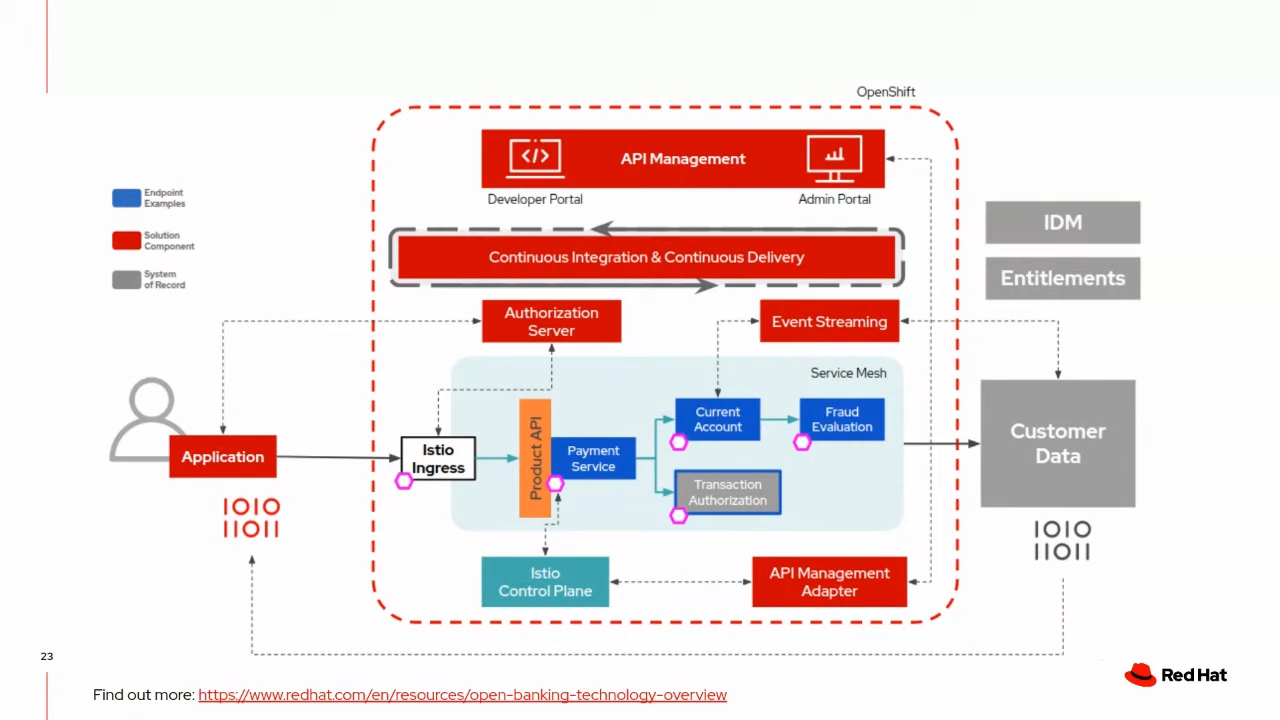 OpenShift
</>
API Management
Developer Portal
Admin Portal
Endpoint
Examples
Solution
Component
System
of Record
Continuous Integration & Continuous Delivery
IDM
Entitlements
Authorization
Server
Event Streaming
Service Mesh
Application
Istio
Ingress
Product API
Payment
Service
Current
Account
Fraud
Evaluation
Transaction
Authorization
Customer
Data
1010
11011
1010
11011
Istio
Control Plane
API Management
Adapter
23
Find out more: https://www.redhat.com/en/resources/open-banking-technology-overview
Red Hat